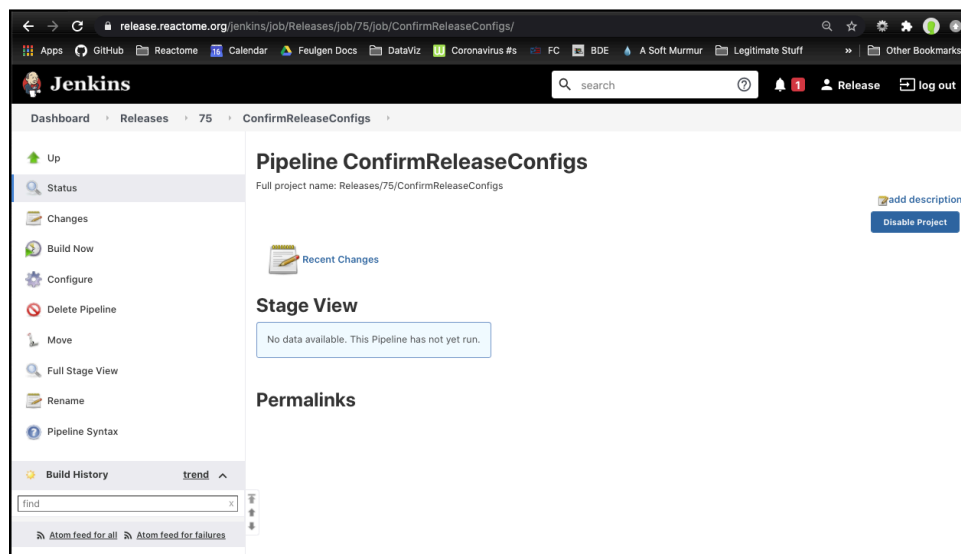 release.reactome.org/jenkins/job/Releases/job/75/job/ConfirmReleaseConfigs/
Apps GitHub Reactome 16 Calendar Feulgen Docs DataViz Coronavirus #s FC BDE A Soft Murmur Legitimate Stuff » Other Bookmarks
Jenkins search 1 Release log out
Dashboard Releases 75 ConfirmReleaseConfigs
Up
Status
Changes
Build Now
Configure
Delete Pipeline
Move
Full Stage View
Rename
Pipeline Syntax
Build History trend
find x
Atom feed for all Atom feed for failures
Pipeline ConfirmReleaseConfigs
Full project name: Releases/75/ConfirmReleaseConfigs
add description
Disable Project
Recent Changes
Stage View
No data available. This Pipeline has not yet run.
Permalinks